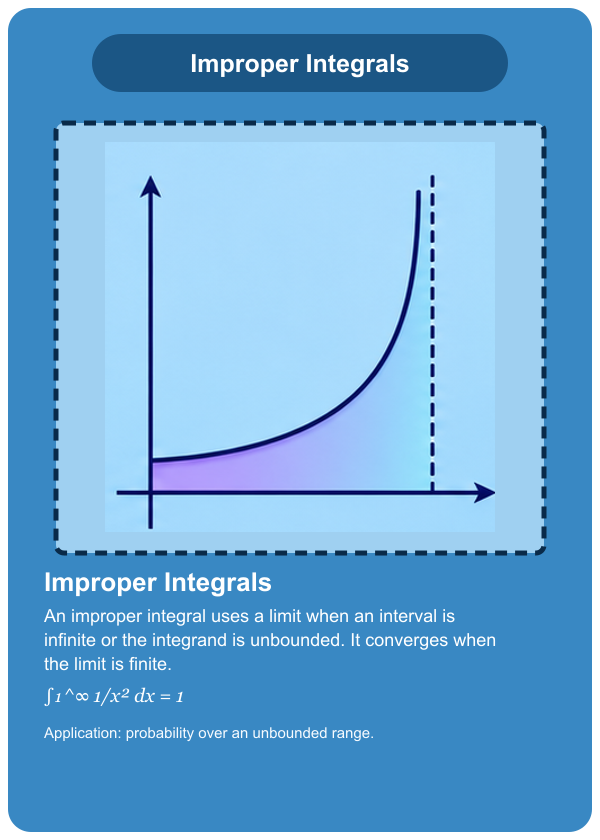 Improper Integrals
Improper Integrals
An improper integral uses a limit when an interval is
infinite or the integrand is unbounded. It converges when
the limit is finite.
∫1^∞ 1/x² dx = 1
Application: probability over an unbounded range.